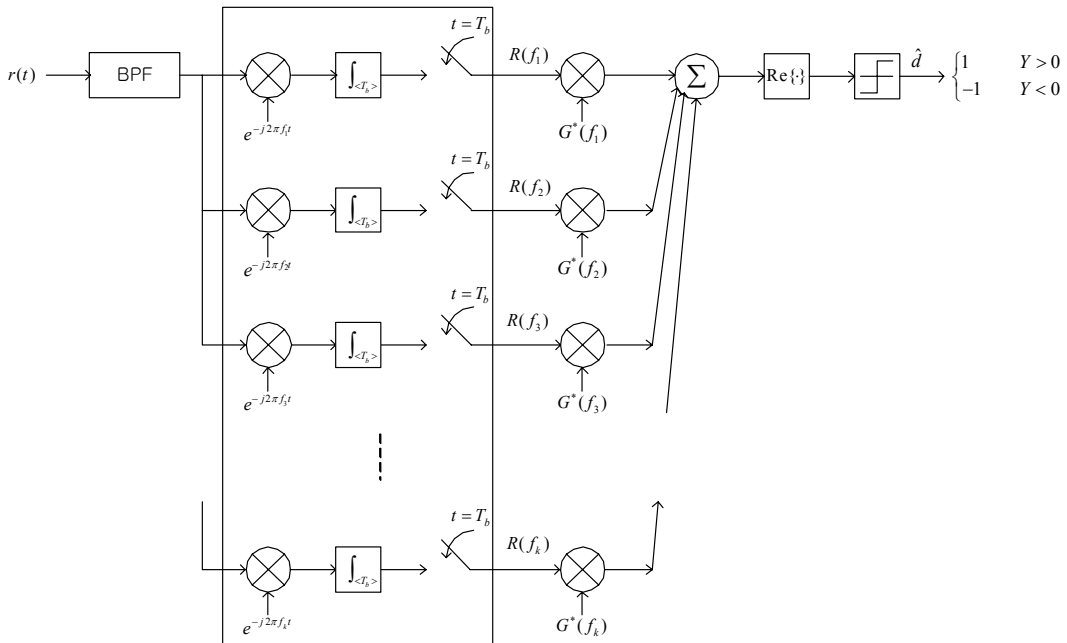 t = T_b
r(t) BPF ∫_{<T_b>} R(f_1) ∑ Re{·} d̂ { 1 Y > 0
−1 Y < 0
e^{-j2πf_1t} G^*(f_1)
t = T_b
∫_{<T_b>} R(f_2)
e^{-j2πf_2t} G^*(f_2)
t = T_b
∫_{<T_b>} R(f_3)
e^{-j2πf_3t} G^*(f_3)
t = T_b
∫_{<T_b>} R(f_k)
e^{-j2πf_kt} G^*(f_k)